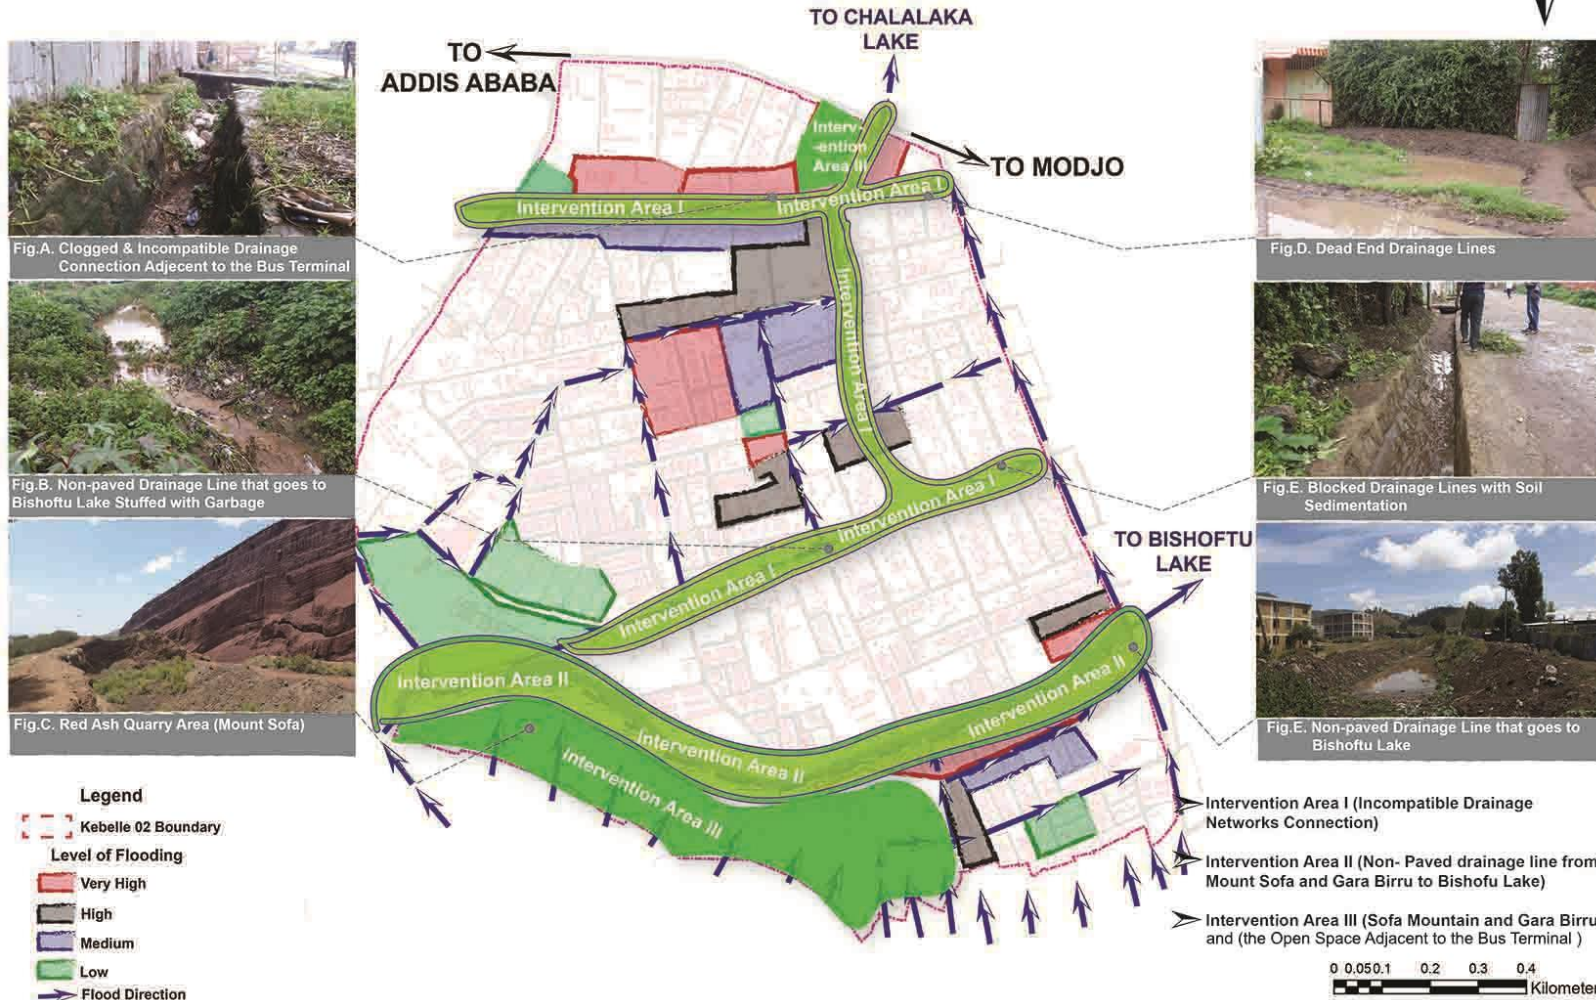 TO CHALALAKA
LAKE
TO
ADDIS ABABA
TO MODJO
Interv-
-ention
Area III
Intervention Area I
Intervention Area I
Intervention Area I
Intervention Area I
Intervention Area I
TO BISHOFTU
LAKE
Intervention Area II
Intervention Area II
Intervention Area II
Intervention Area III
Fig.A. Clogged & Incompatible Drainage
Connection Adjecent to the Bus Terminal
Fig.B. Non-paved Drainage Line that goes to
Bishoftu Lake Stuffed with Garbage
Fig.C. Red Ash Quarry Area (Mount Sofa)
Fig.D. Dead End Drainage Lines
Fig.E. Blocked Drainage Lines with Soil
Sedimentation
Fig.E. Non-paved Drainage Line that goes to
Bishoftu Lake
Legend
Kebelle 02 Boundary
Level of Flooding
Very High
High
Medium
Low
Flood Direction
Intervention Area I (Incompatible Drainage
Networks Connection)
Intervention Area II (Non- Paved drainage line from
Mount Sofa and Gara Birru to Bishofu Lake)
Intervention Area III (Sofa Mountain and Gara Birru
and (the Open Space Adjacent to the Bus Terminal )
0 0.050.1 0.2 0.3 0.4
Kilometer